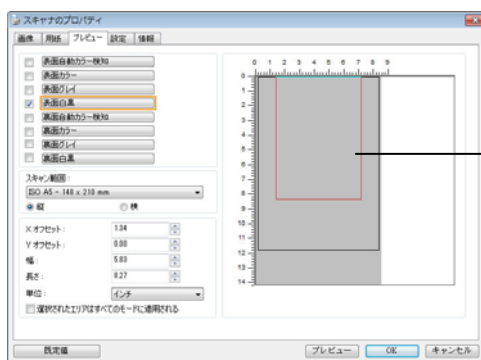 スキャナのプロパティ
画像 用紙 プレビュー 設定 情報
表面自動カラー検知
表面カラー
表面グレイ
表面白黒
裏面自動カラー検知
裏面カラー
裏面グレイ
裏面白黒
スキャン範囲:
ISO A5 - 148 x 210 mm
縦 横
X オフセット: 1.34
Y オフセット: 0.00
幅: 5.83
長さ: 8.27
単位: インチ
選択されたエリアはすべてのモードに適用される
0 1 2 3 4 5 6 7 8 9
0
1
2
3
4
5
6
7
8
9
10
11
12
13
14
既定値 プレビュー OK キャンセル